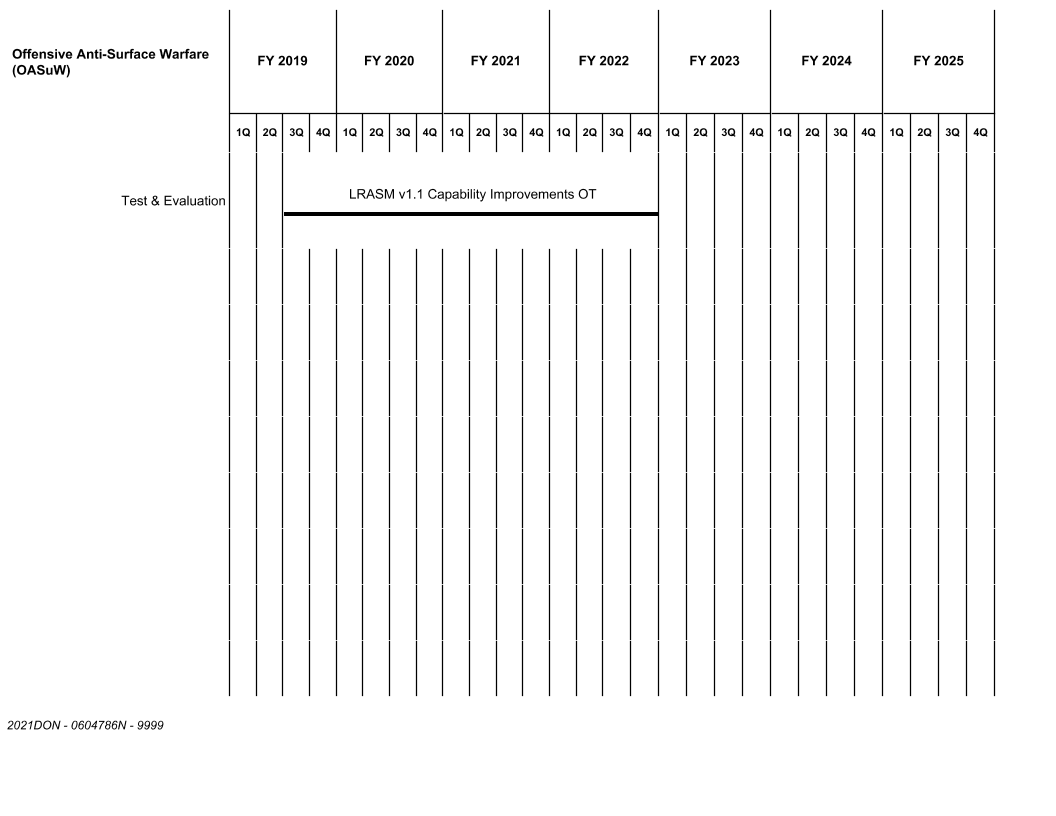 Offensive Anti-Surface Warfare
(OASuW)
FY 2019 FY 2020 FY 2021 FY 2022 FY 2023 FY 2024 FY 2025
1Q 2Q 3Q 4Q 1Q 2Q 3Q 4Q 1Q 2Q 3Q 4Q 1Q 2Q 3Q 4Q 1Q 2Q 3Q 4Q 1Q 2Q 3Q 4Q 1Q 2Q 3Q 4Q
LRASM v1.1 Capability Improvements OT
Test & Evaluation
2021DON - 0604786N - 9999